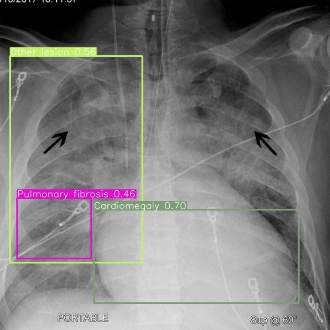 Other lesion 0.56
Pulmonary fibrosis 0.46
Cardiomegaly 0.70
PORTABLE
Sup @ 60°